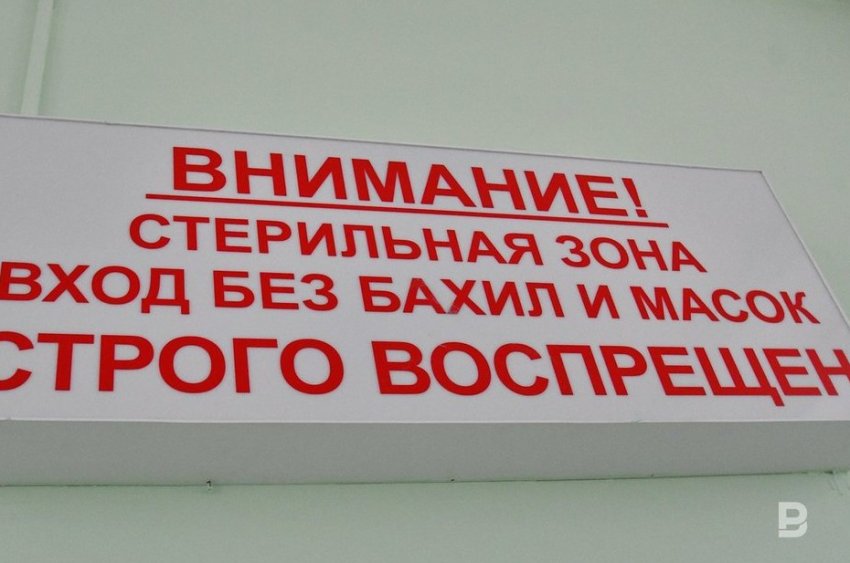 ВНИМАНИЕ!
СТЕРИЛЬНАЯ ЗОНА
ВХОД БЕЗ БАХИЛ И МАСОК
СТРОГО ВОСПРЕЩЕН